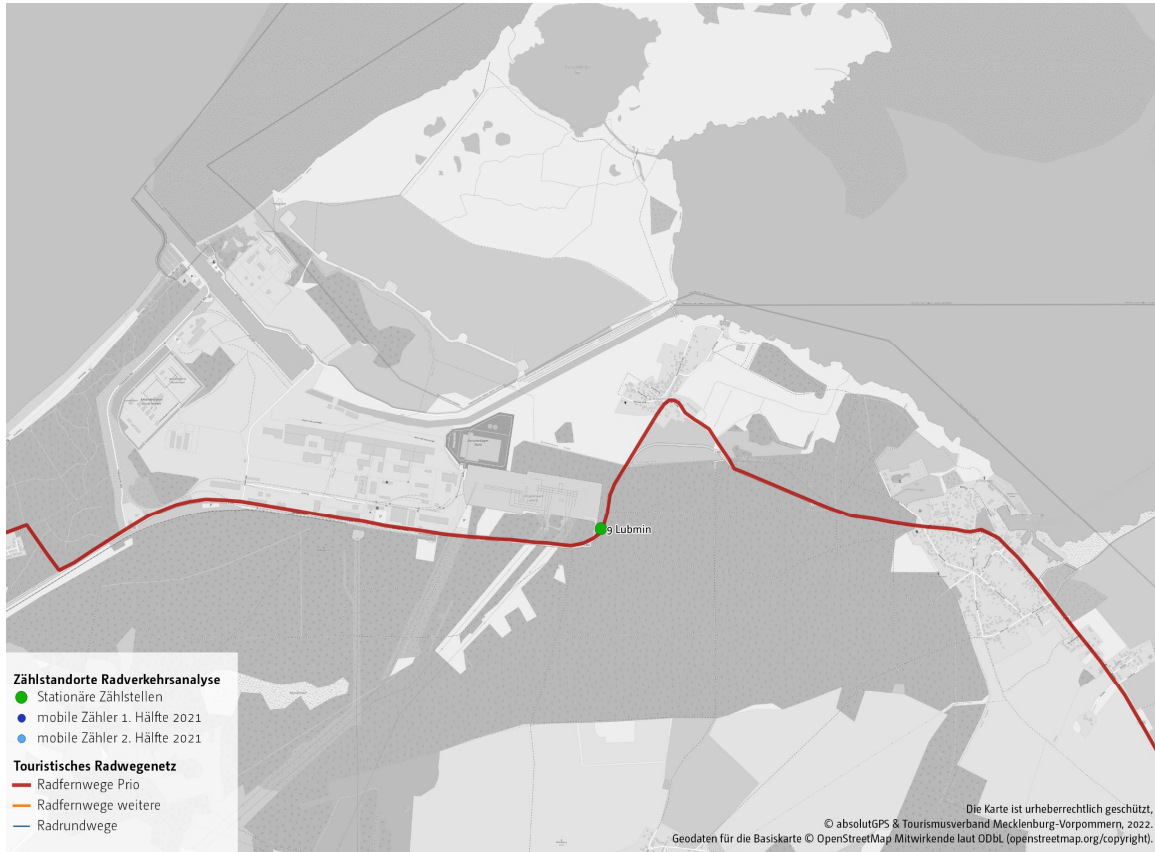 9 Lubmin
Zählstandorte Radverkehrsanalyse
Stationäre Zählstellen
mobile Zähler 1. Hälfte 2021
mobile Zähler 2. Hälfte 2021
Touristisches Radwegenetz
Radfernwege Prio
Radfernwege weitere
Radrundwege
Die Karte ist urheberrechtlich geschützt,
© absolutGPS & Tourismusverband Mecklenburg-Vorpommern, 2022.
Geodaten für die Basiskarte © OpenStreetMap Mitwirkende laut ODbL (openstreetmap.org/copyright).